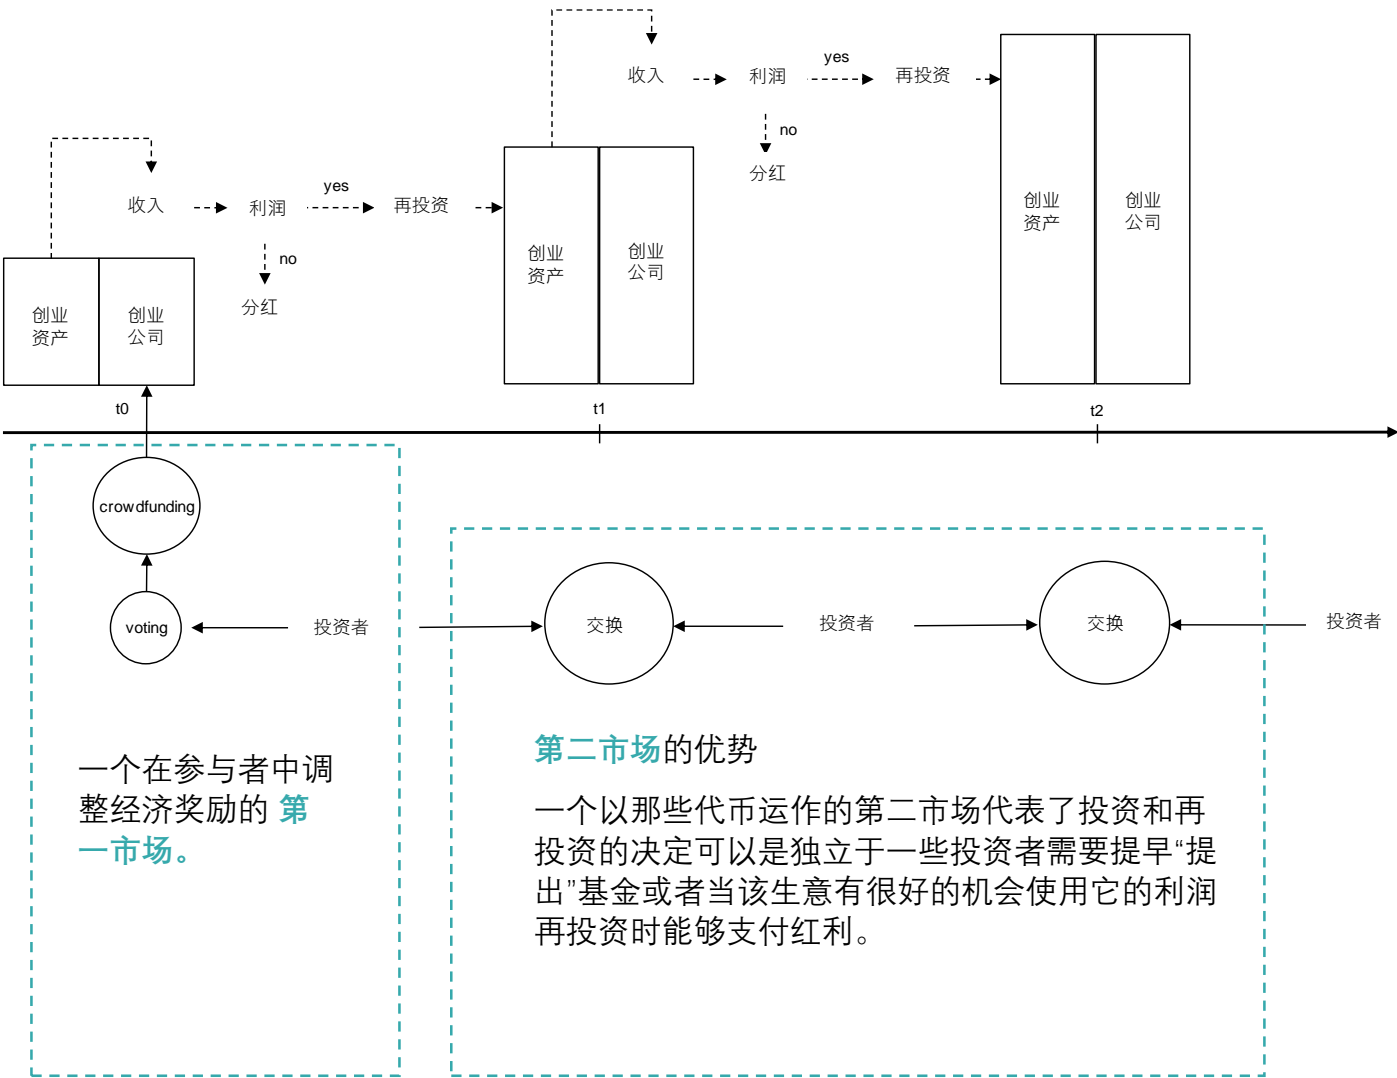 收入
利润
yes
再投资
no
分红
收入
利润
yes
再投资
no
分红
创业
资产
创业
公司
创业
资产
创业
公司
创业
资产
创业
公司
t0
t1
t2
crowdfunding
voting
投资者
交换
投资者
交换
投资者
一个在参与者中调
整经济奖励的 第
一市场。
第二市场的优势
一个以那些代币运作的第二市场代表了投资和再
投资的决定可以是独立于一些投资者需要提早“提
出”基金或者当该生意有很好的机会使用它的利润
再投资时能够支付红利。